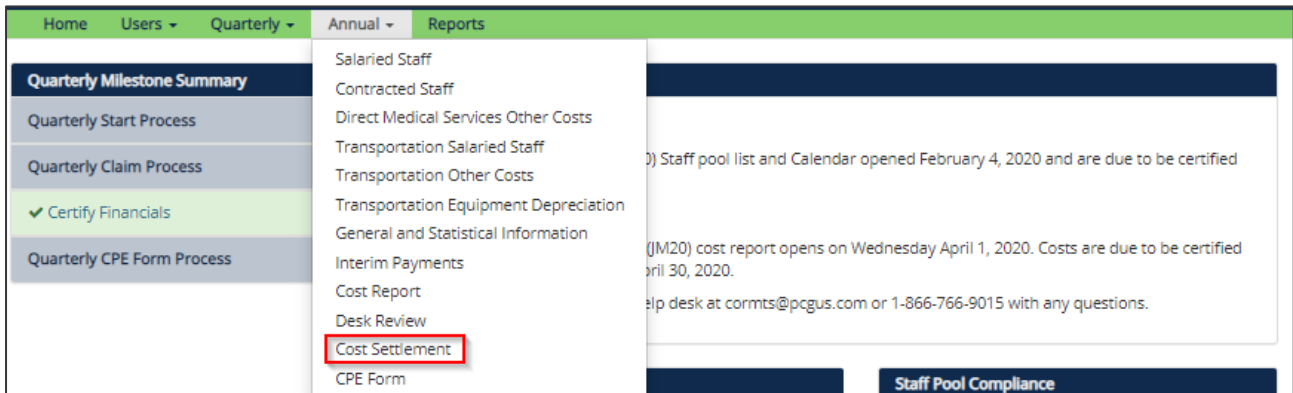 Home Users Quarterly Annual Reports
Quarterly Milestone Summary
Quarterly Start Process
Quarterly Claim Process
Certify Financials
Quarterly CPE Form Process
Salaried Staff
Contracted Staff
Direct Medical Services Other Costs
Transportation Salaried Staff
Transportation Other Costs
Transportation Equipment Depreciation
General and Statistical Information
Interim Payments
Cost Report
Desk Review
Cost Settlement
CPE Form
0) Staff pool list and Calendar opened February 4, 2020 and are due to be certified
(JM20) cost report opens on Wednesday April 1, 2020. Costs are due to be certified
pril 30, 2020.
elp desk at cormts@pcgus.com or 1-866-766-9015 with any questions.
Staff Pool Compliance